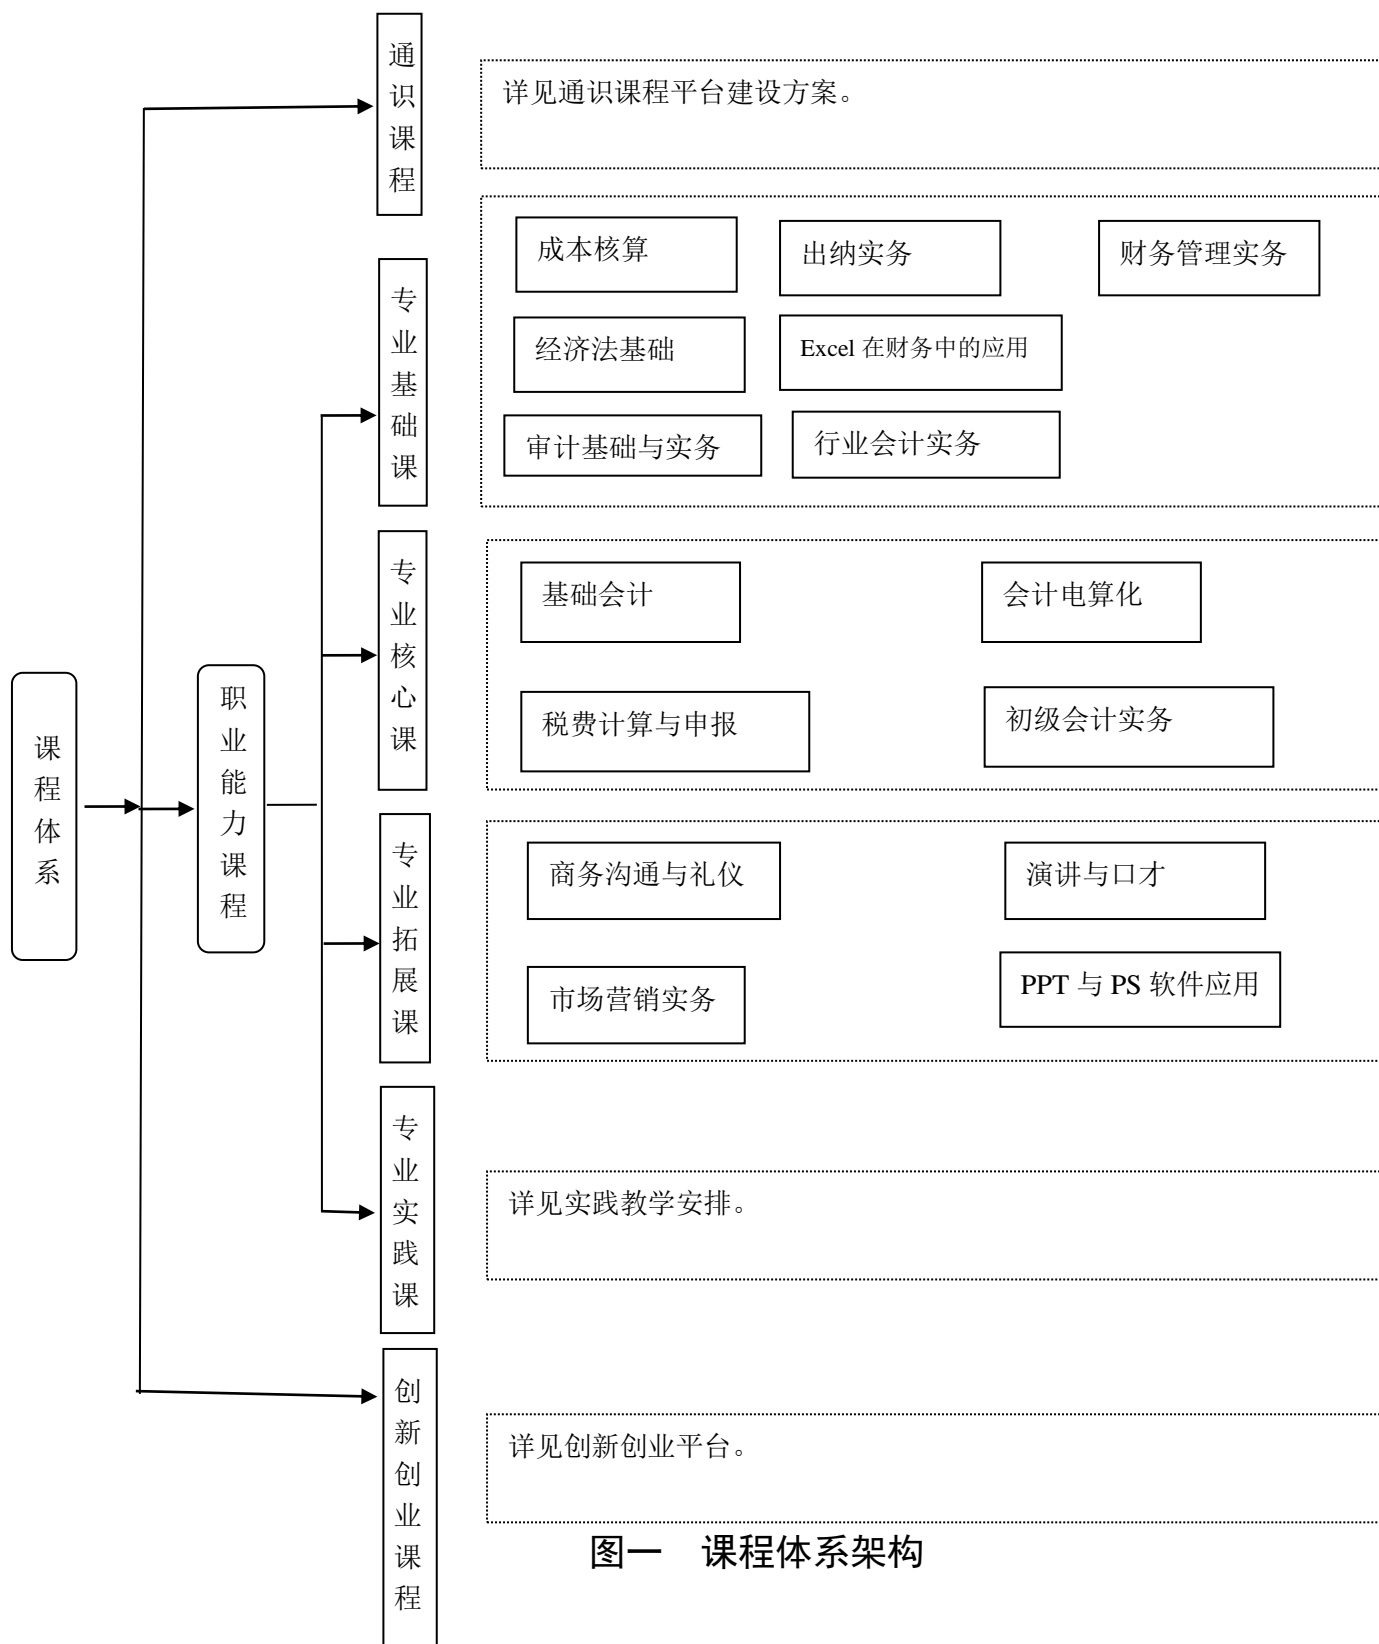 通识课程
详见通识课程平台建设方案。
专业基础课
成本核算
出纳实务
财务管理实务
经济法基础
Excel 在财务中的应用
审计基础与实务
行业会计实务
专业核心课
基础会计
会计电算化
税费计算与申报
初级会计实务
课程体系
职业能力课程
专业拓展课
商务沟通与礼仪
演讲与口才
市场营销实务
PPT 与 PS 软件应用
专业实践课
详见实践教学安排。
创新创业课程
详见创新创业平台。
图一 课程体系架构